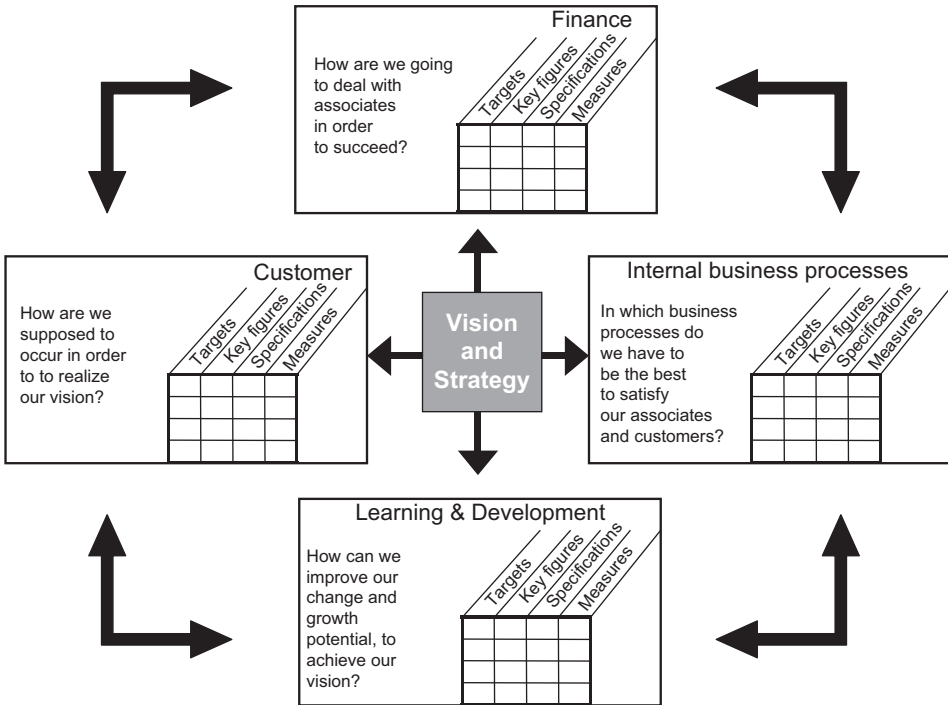 Finance
How are we going
to deal with
associates
in order
to succeed?
Targets
Key figures
Specifications
Measures
Customer
How are we
supposed to
occur in order
to to realize
our vision?
Targets
Key figures
Specifications
Measures
Vision
and
Strategy
Internal business processes
In which business
processes do
we have to
be the best
to satisfy
our associates
and customers?
Targets
Key figures
Specifications
Measures
Learning & Development
How can we
improve our
change and
growth
potential, to
achieve our
vision?
Targets
Key figures
Specifications
Measures